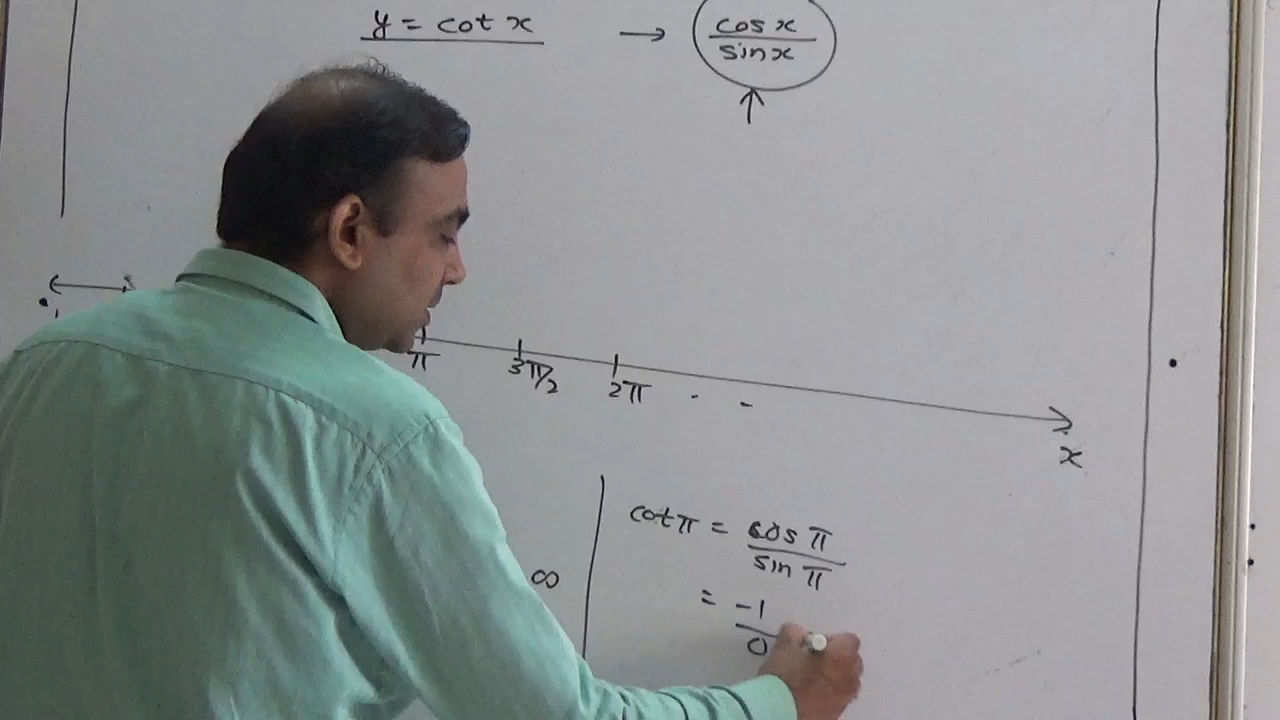 y = cot x → cos x / sin x
π 3π/2 2π . -
x
∞
cot π = cos π / sin π
= -1 / 0